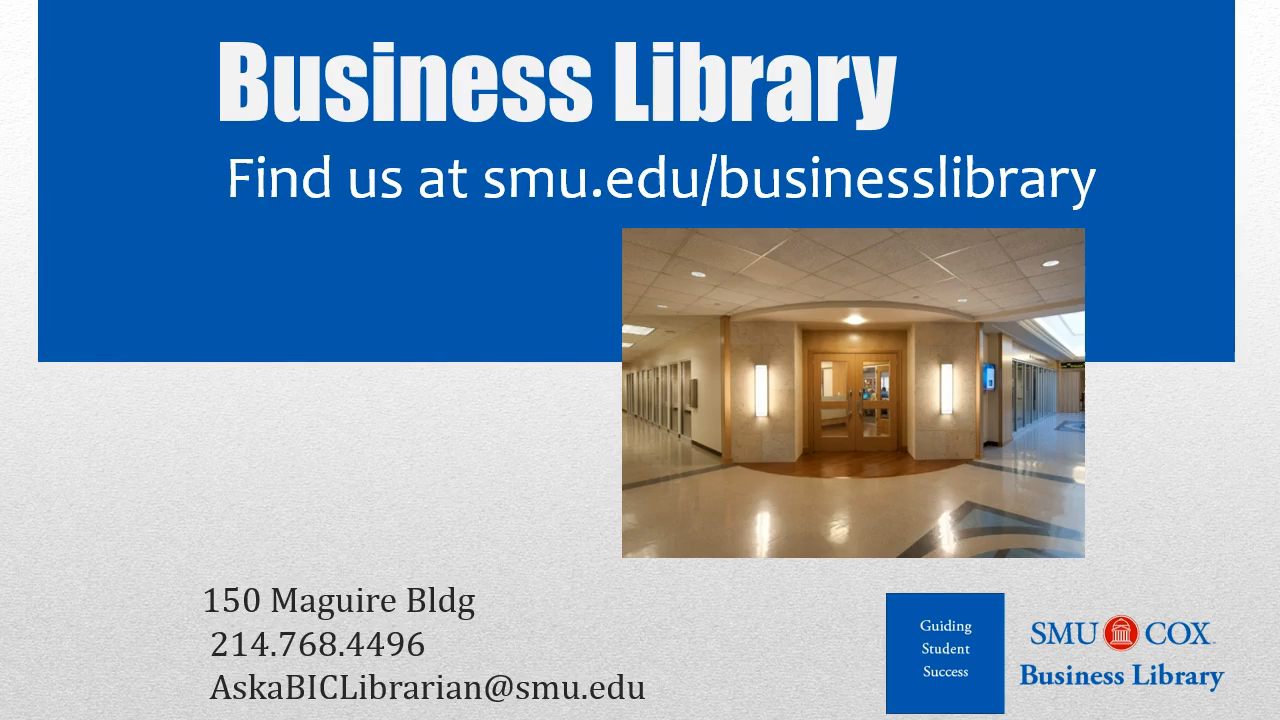 Business Library
Find us at smu.edu/businesslibrary
150 Maguire Bldg
214.768.4496
AskaBICLibrarian@smu.edu
Guiding
Student
Success
SMU COX
Business Library